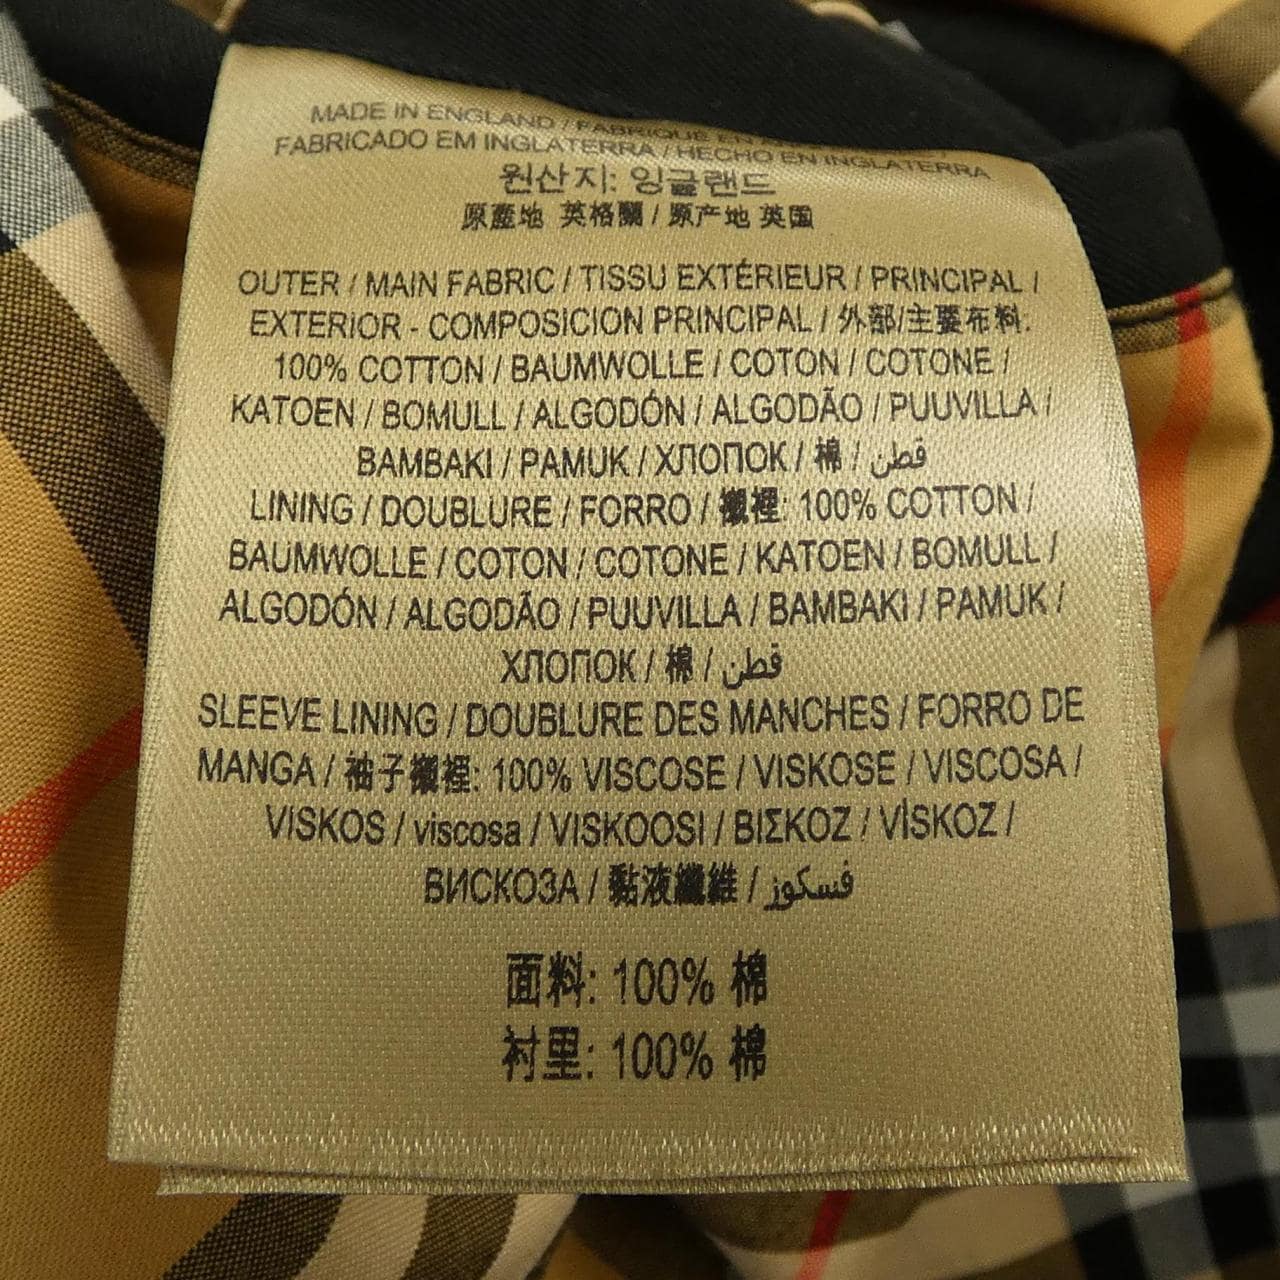 MADE IN ENGLAND / FABRIQUE EN
FABRICADO EM INGLATERRA / HECHO EN INGLATERRA
원산지: 잉글랜드
原產地 英格蘭 / 原产地 英国
OUTER / MAIN FABRIC / TISSU EXTÉRIEUR / PRINCIPAL /
EXTERIOR - COMPOSICION PRINCIPAL / 外部/主要布料:
100% COTTON / BAUMWOLLE / COTON / COTONE /
KATOEN / BOMULL / ALGODÓN / ALGODÃO / PUUVILLA /
BAMBAKI / PAMUK / ХЛОПОК / 棉 / قطن
LINING / DOUBLURE / FORRO / 襯裡: 100% COTTON /
BAUMWOLLE / COTON / COTONE / KATOEN / BOMULL /
ALGODÓN / ALGODÃO / PUUVILLA / BAMBAKI / PAMUK /
ХЛОПОК / 棉 / قطن
SLEEVE LINING / DOUBLURE DES MANCHES / FORRO DE
MANGA / 袖子襯裡: 100% VISCOSE / VISKOSE / VISCOSA /
VISKOS / viscosa / VISKOOSI / ΒΙΣΚΟΖ / VİSKOZ /
ВИСКОЗА / 黏液纖維 / فسكوز
面料: 100% 棉
衬里: 100% 棉